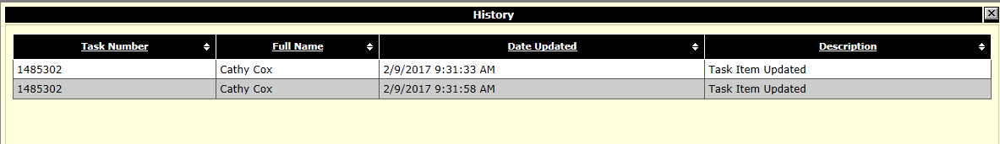 History
Task Number Full Name Date Updated Description
1485302 Cathy Cox 2/9/2017 9:31:33 AM Task Item Updated
1485302 Cathy Cox 2/9/2017 9:31:58 AM Task Item Updated